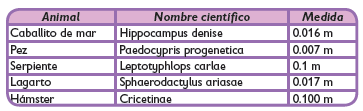 Animal Nombre científico Medida
Caballito de mar Hippocampus denise 0.016 m
Pez Paedocypris progenetica 0.007 m
Serpiente Leptotyphlops carlae 0.1 m
Lagarto Sphaerodactylus ariasae 0.017 m
Hámster Cricetinae 0.100 m